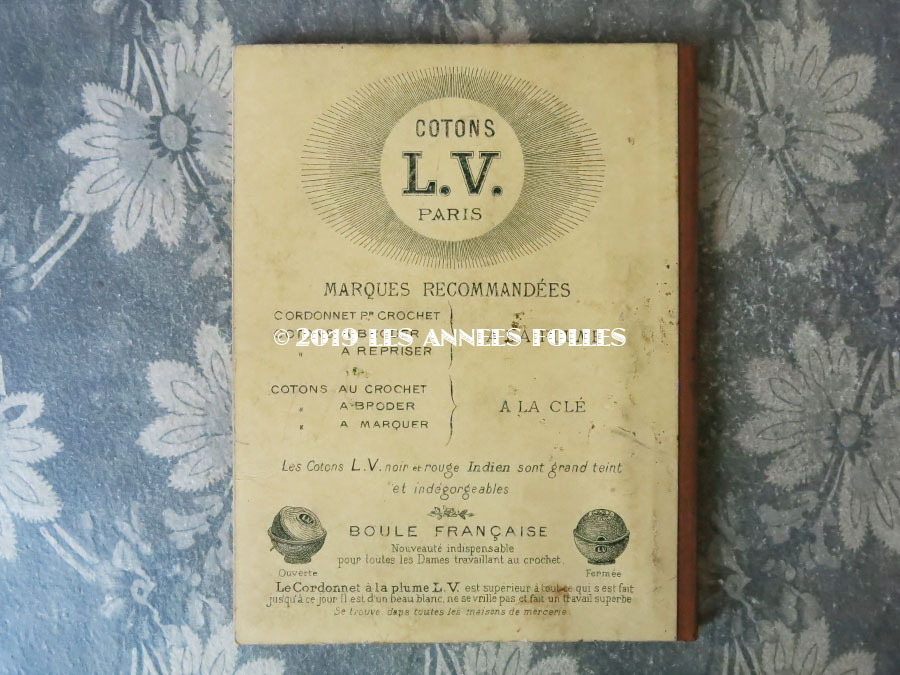 COTONS
L.V.
PARIS
MARQUES RECOMMANDÉES
CORDONNET PR CROCHET
COTONS A BRODER
" A REPRISER
© 2019 LES ANNEES FOLLES
COTONS AU CROCHET
" A BRODER
" A MARQUER
A LA CLÉ
Les Cotons L.V. noir et rouge Indien sont grand teint
et indégorgeables
BOULE FRANÇAISE
Nouveauté indispensable
pour toutes les Dames travaillant au crochet.
LV
Ouverte
LV
Fermée
Le Cordonnet à la plume L.V. est supérieur à tout ce qui s'est fait
jusqu'à ce jour Il est d'un beau blanc, ne se vrille pas et fait un travail superbe
Se trouve dans toutes les maisons de mercerie.